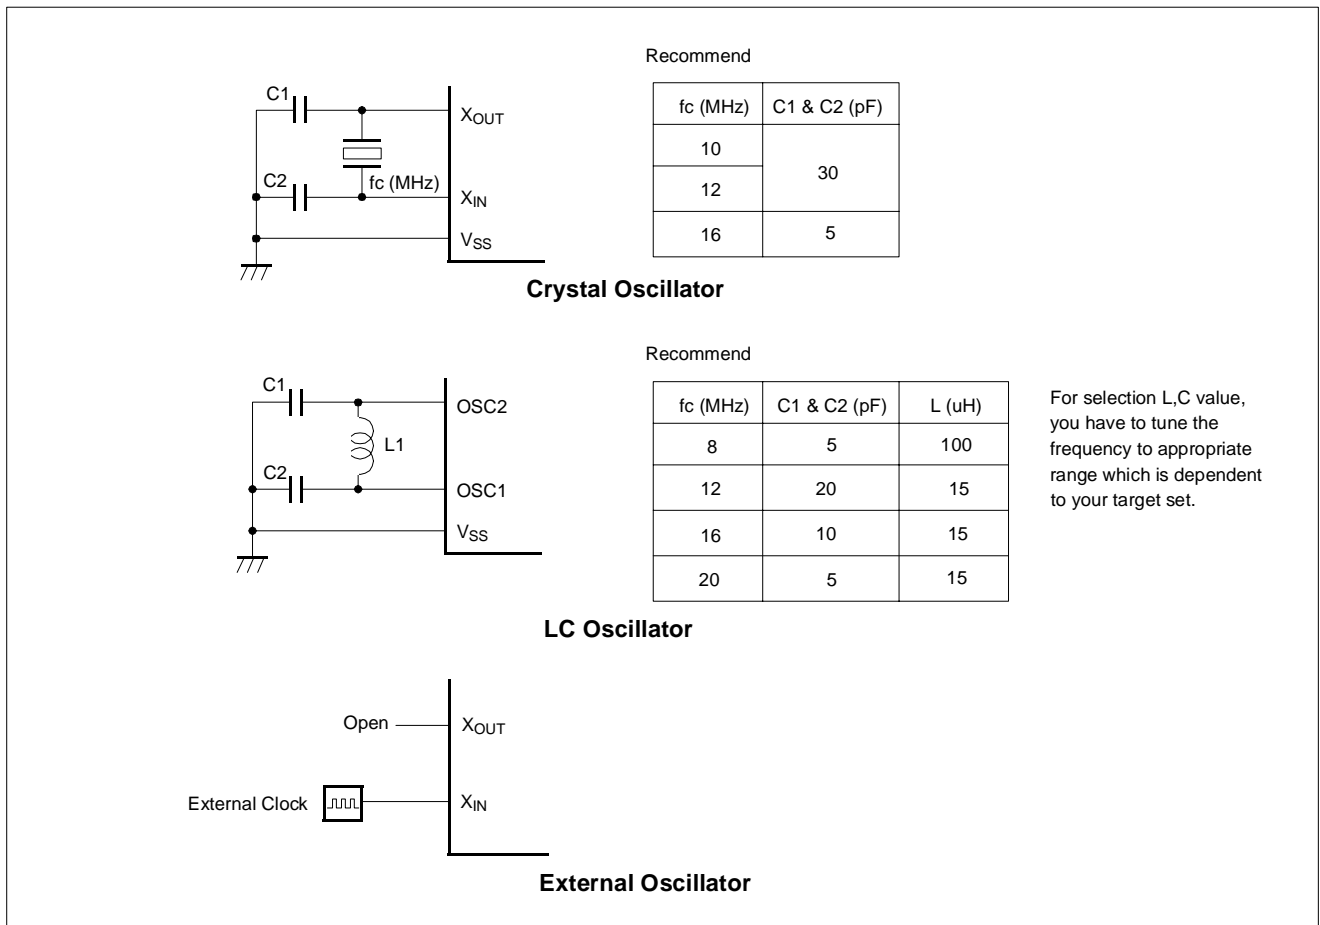 Recommend
C1
XOUT
C2
fc (MHz)
XIN
VSS
fc (MHz) C1 & C2 (pF)
10
30
12
16 5
Crystal Oscillator
Recommend
C1
OSC2
L1
C2
OSC1
VSS
fc (MHz) C1 & C2 (pF) L (uH)
8 5 100
12 20 15
16 10 15
20 5 15
For selection L,C value,
you have to tune the
frequency to appropriate
range which is dependent
to your target set.
LC Oscillator
Open
XOUT
External Clock
XIN
External Oscillator